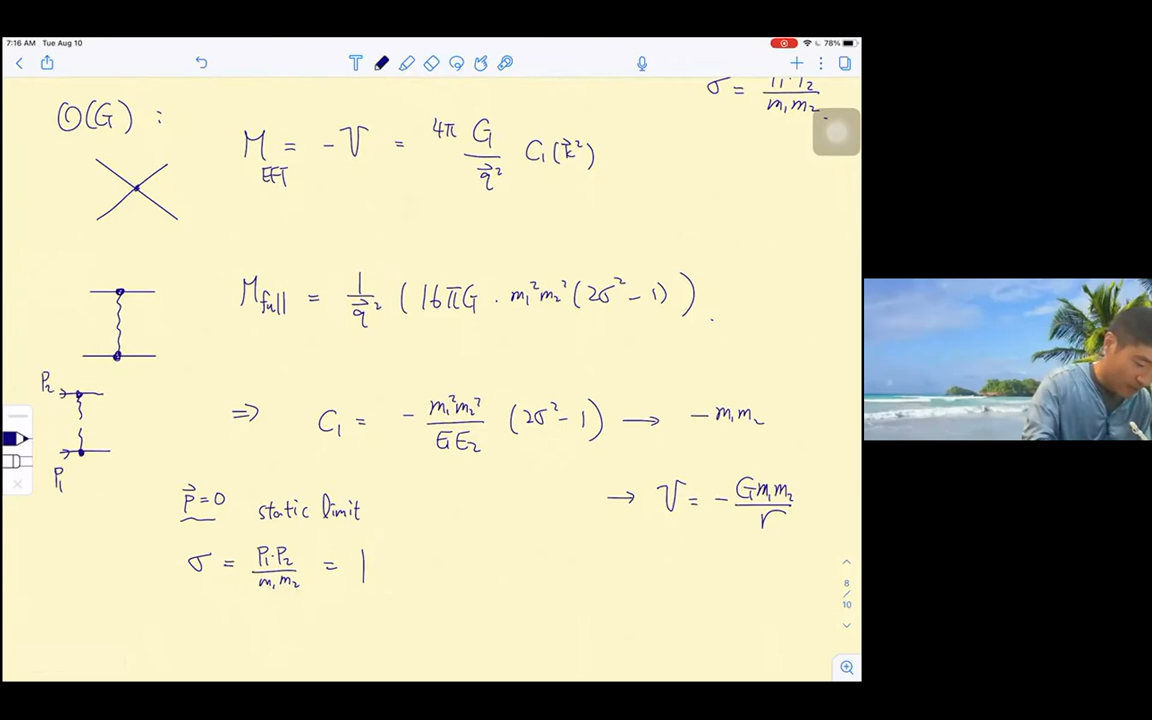 7:16 AM Tue Aug 10
78%
σ = P₁·P₂ / m₁m₂
O(G) :
M_EFT = -V = 4π G/q⃗² C₁(k⃗²)
M_full = 1/q⃗² (16πG · m₁²m₂²(2σ²-1)) .
P₂
P₁
⇒ C₁ = - m₁²m₂²/E₁E₂ (2σ²-1) → -m₁m₂
p⃗=0 static limit
→ V = - Gm₁m₂/r
σ = P₁·P₂/m₁m₂ = 1
8/10